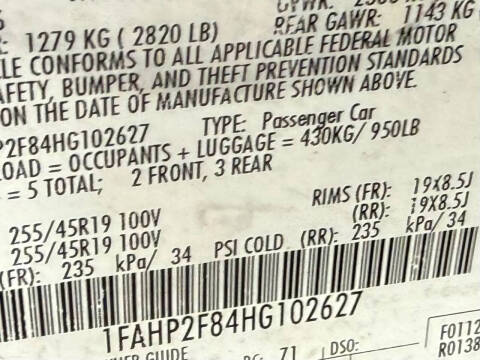 REAR GAWR: 1143 KG
: 1279 KG ( 2820 LB)
LE CONFORMS TO ALL APPLICABLE FEDERAL MOTOR
AFETY, BUMPER, AND THEFT PREVENTION STANDARDS
ON THE DATE OF MANUFACTURE SHOWN ABOVE.
P2F84HG102627 TYPE: Passenger Car
OAD = OCCUPANTS + LUGGAGE = 430KG/ 950LB
= 5 TOTAL; 2 FRONT, 3 REAR
255/45R19 100V RIMS (FR): 19X8.5J
255/45R19 100V (RR): 19X8.5J
(FR): 235 kPa/ 34 PSI COLD (RR): 235 kPa/ 34
1FAHP2F84HG102627
F0112
DSO: R0138
71